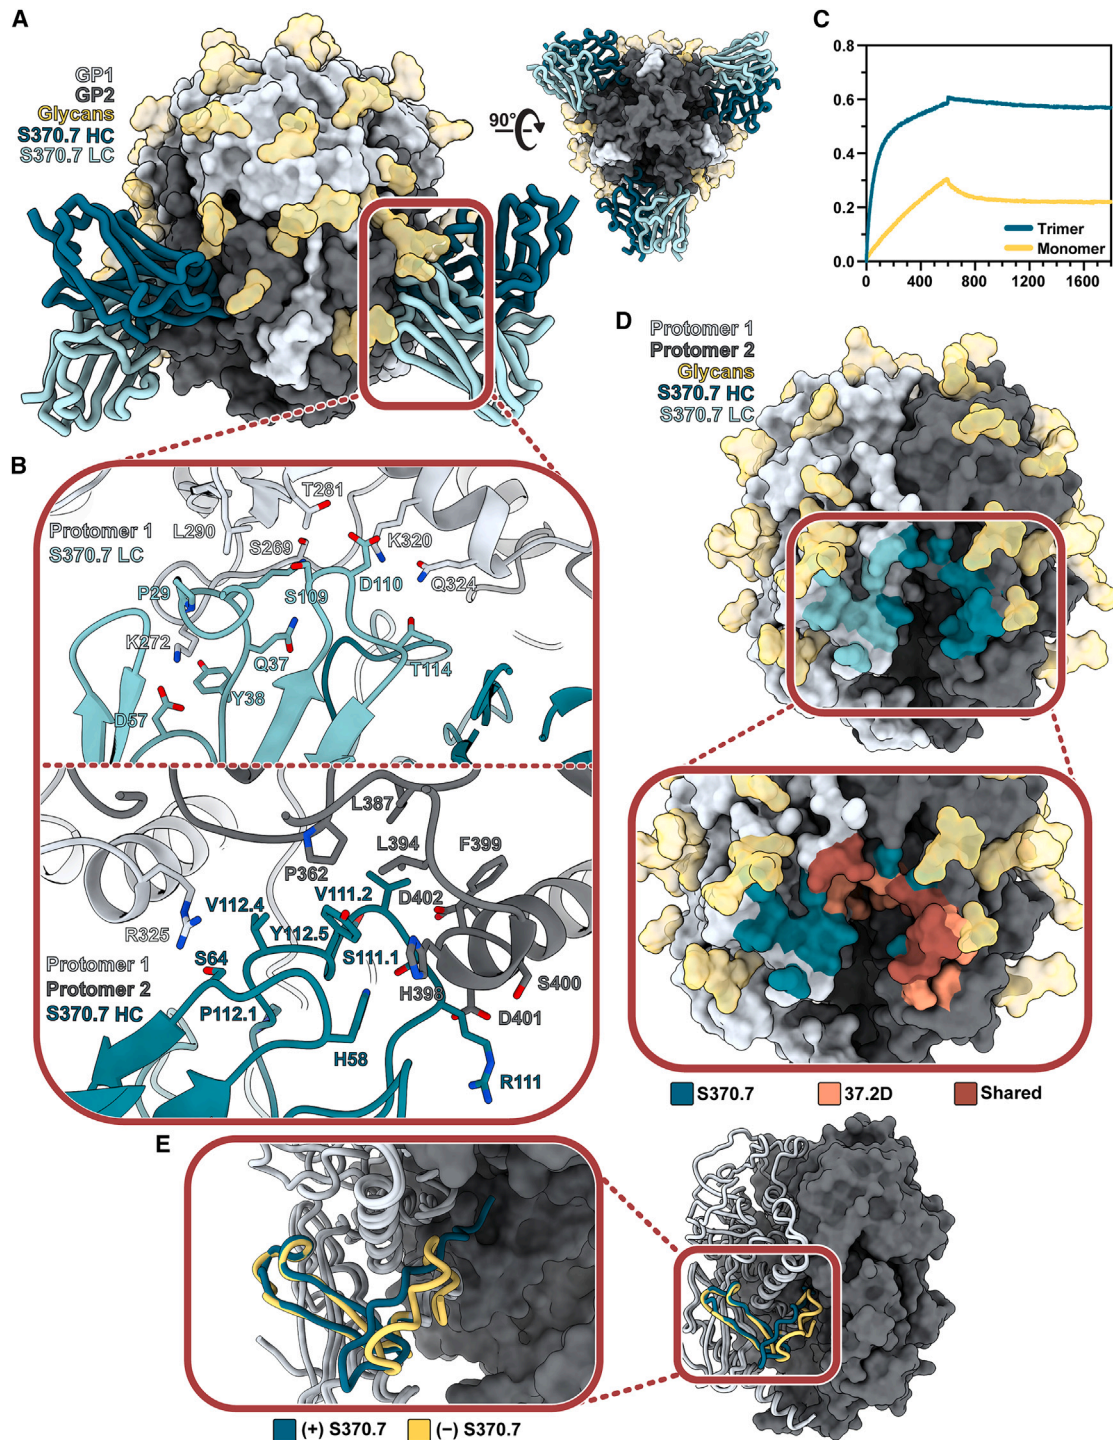 A
GP1
GP2
Glycans
S370.7 HC
S370.7 LC
90°
C
0.8
0.6
0.4
0.2
0.0
0
400
800
1200
1600
Trimer
Monomer
B
Protomer 1
S370.7 LC
T281
L290
S269
K320
D110
Q324
P29
S109
K272
Q37
T114
Y38
D57
L387
L394
F399
P362
V111.2
D402
V112.4
R325
Y112.5
S64
S111.1
H398
S400
Protomer 1
Protomer 2
S370.7 HC
P112.1
D401
H58
R111
D
Protomer 1
Protomer 2
Glycans
S370.7 HC
S370.7 LC
S370.7
37.2D
Shared
E
(+) S370.7
(−) S370.7